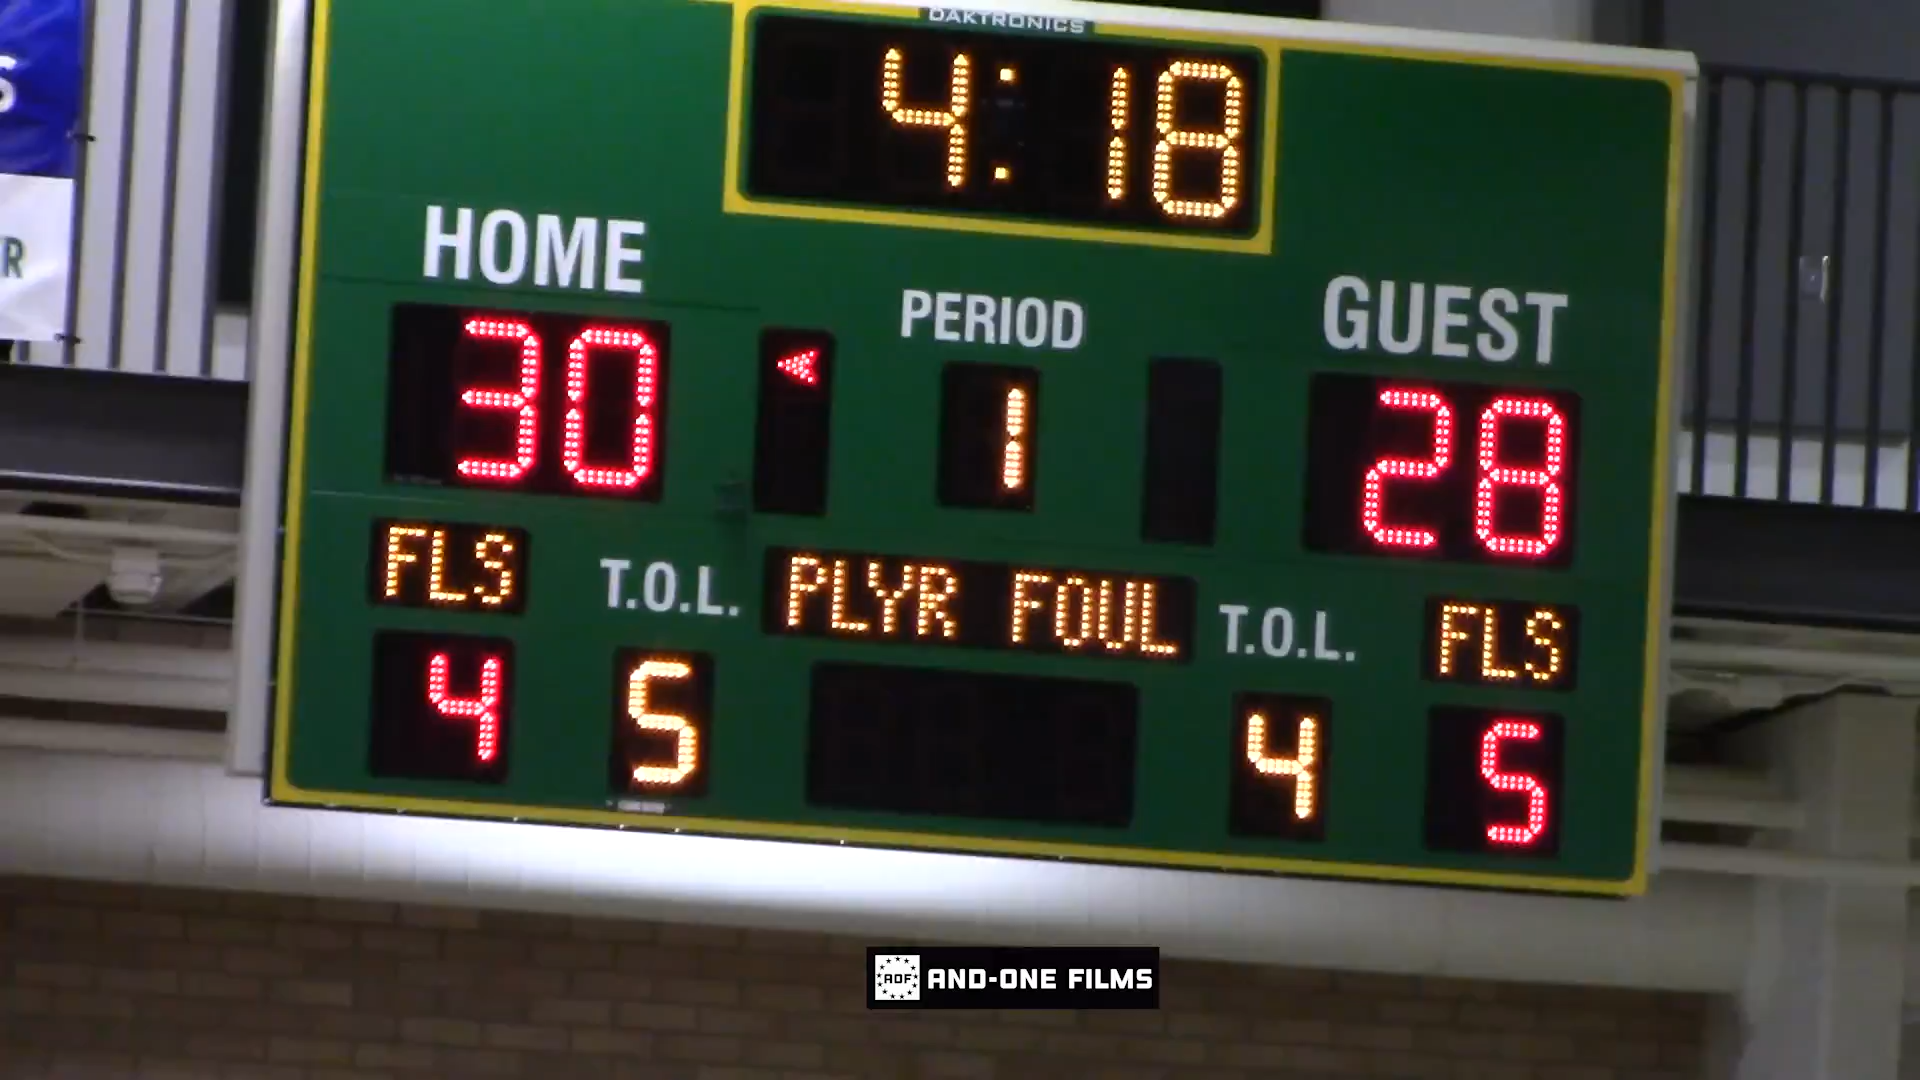 DAKTRONICS
4:18
HOME
PERIOD
GUEST
30
1
28
FLS
T.O.L.
PLYR FOUL
T.O.L.
FLS
4
5
4
5
S
R
AOF AND-ONE FILMS